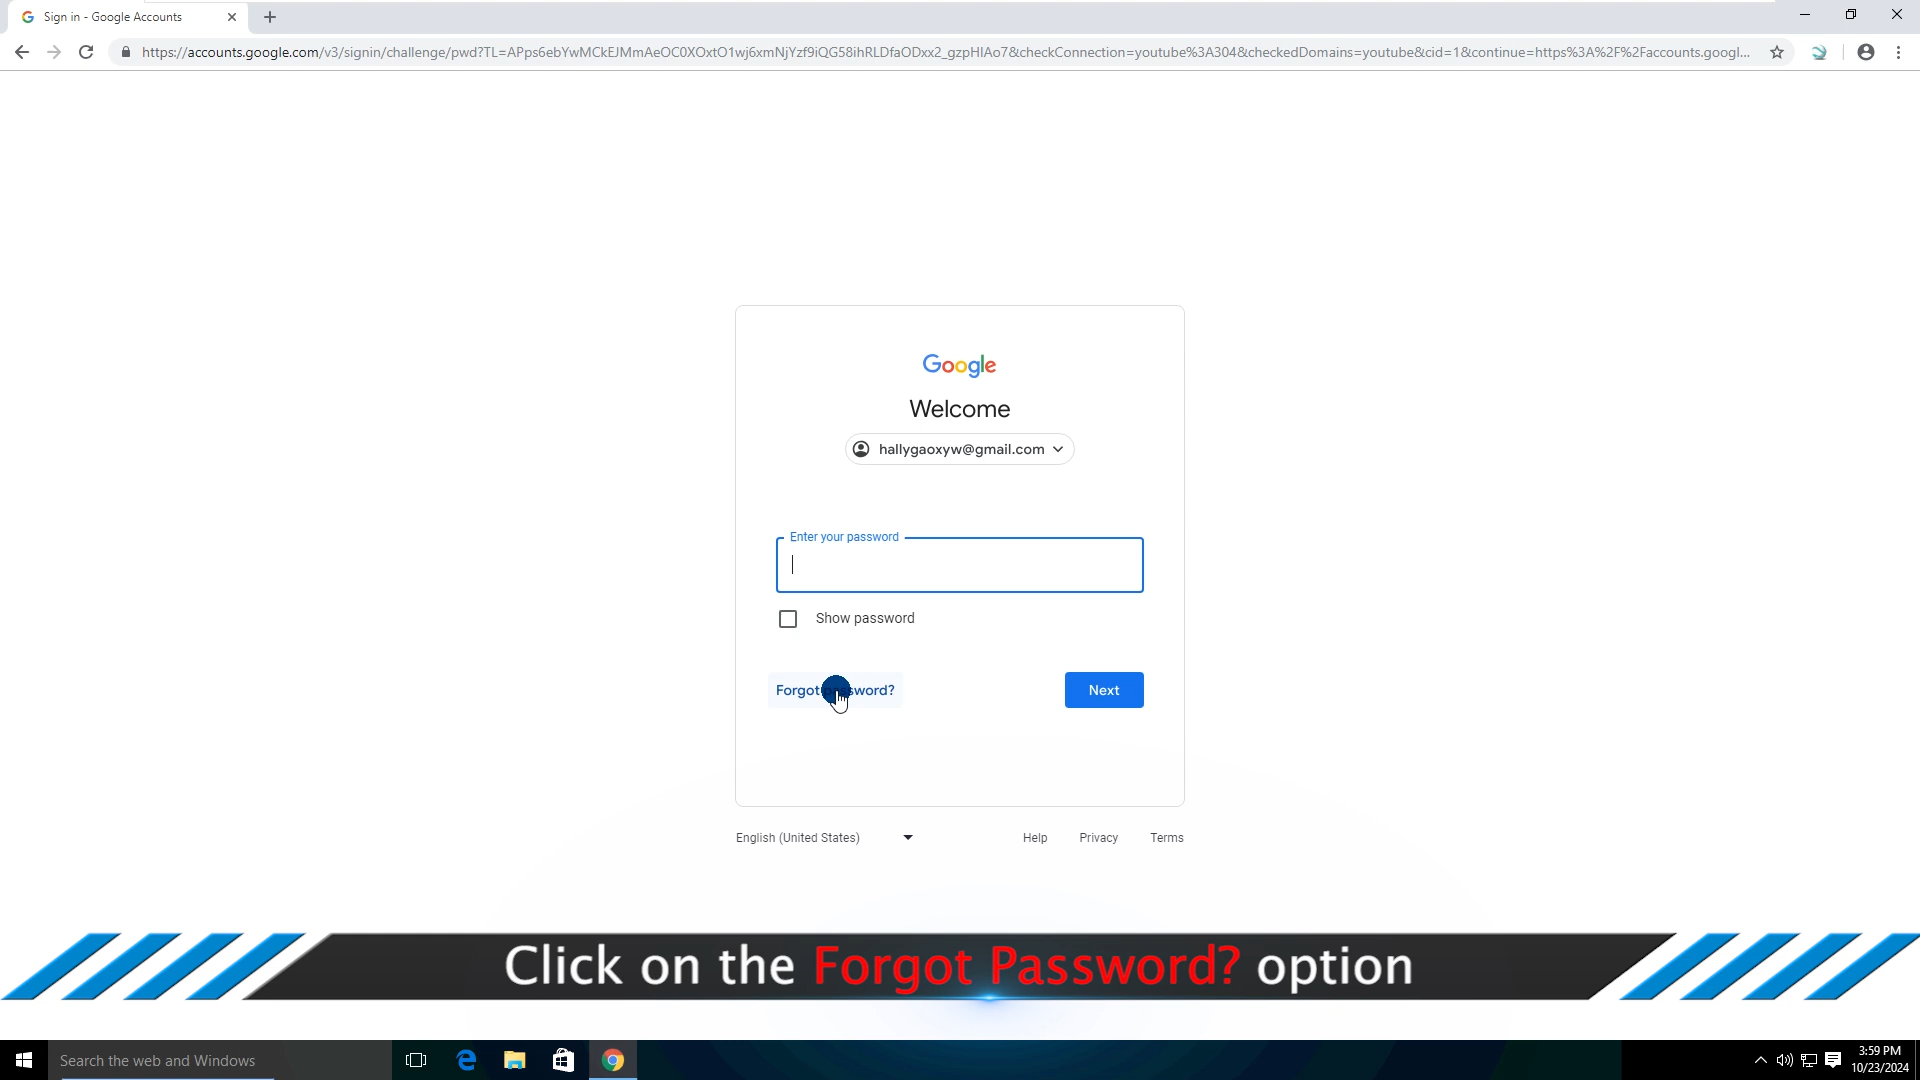 Sign in - Google Accounts
https://accounts.google.com/v3/signin/challenge/pwd?TL=APps6ebYwMCkEJMmAeOC0XOxtO1wj6xmNjYzf9iQG58ihRLDfaODxx2_gzpHIAo7&checkConnection=youtube%3A304&checkedDomains=youtube&cid=1&continue=https%3A%2F%2Faccounts.googl...
Google
Welcome
hallygaoxyw@gmail.com
Enter your password
Show password
Forgot password?
Next
English (United States)
Help Privacy Terms
Click on the Forgot Password? option
Search the web and Windows
3:59 PM
10/23/2024